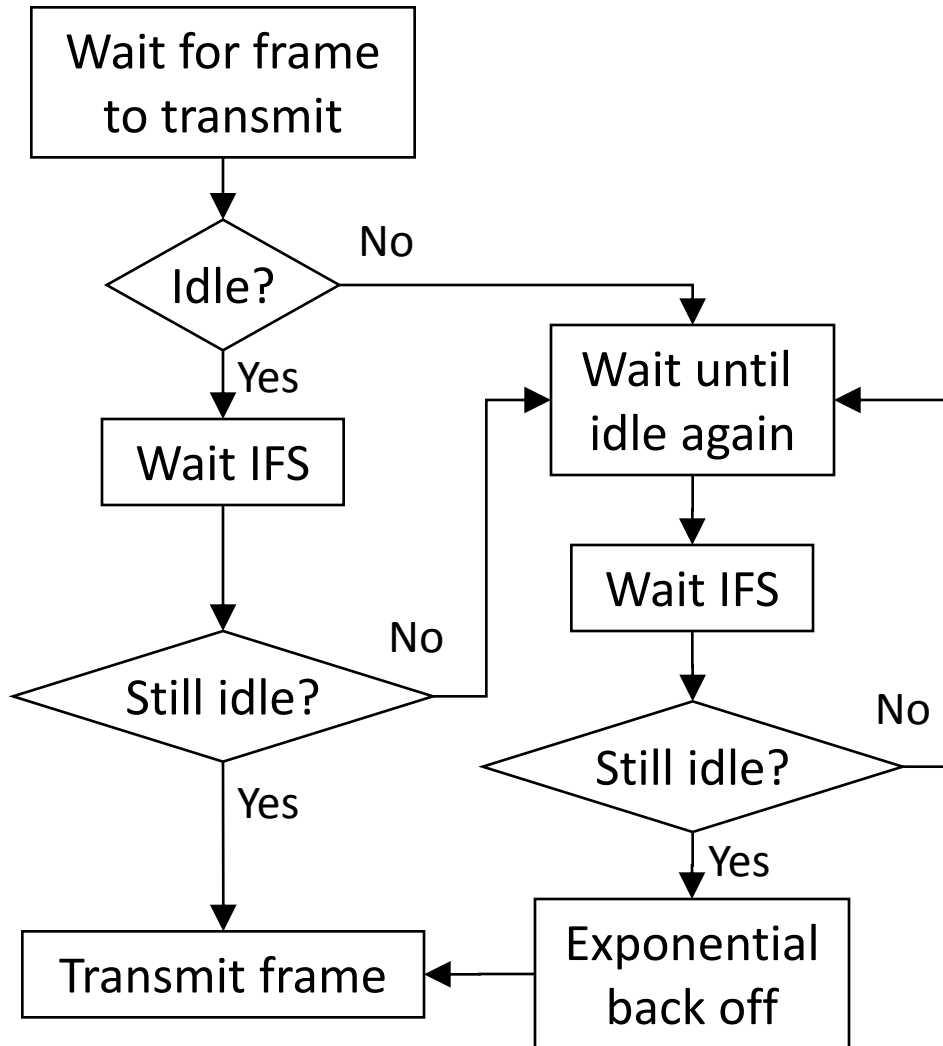 Wait for frame
to transmit
Idle?
No
Yes
Wait IFS
Still idle?
No
Yes
Transmit frame
Wait until
idle again
Wait IFS
Still idle?
No
Yes
Exponential
back off